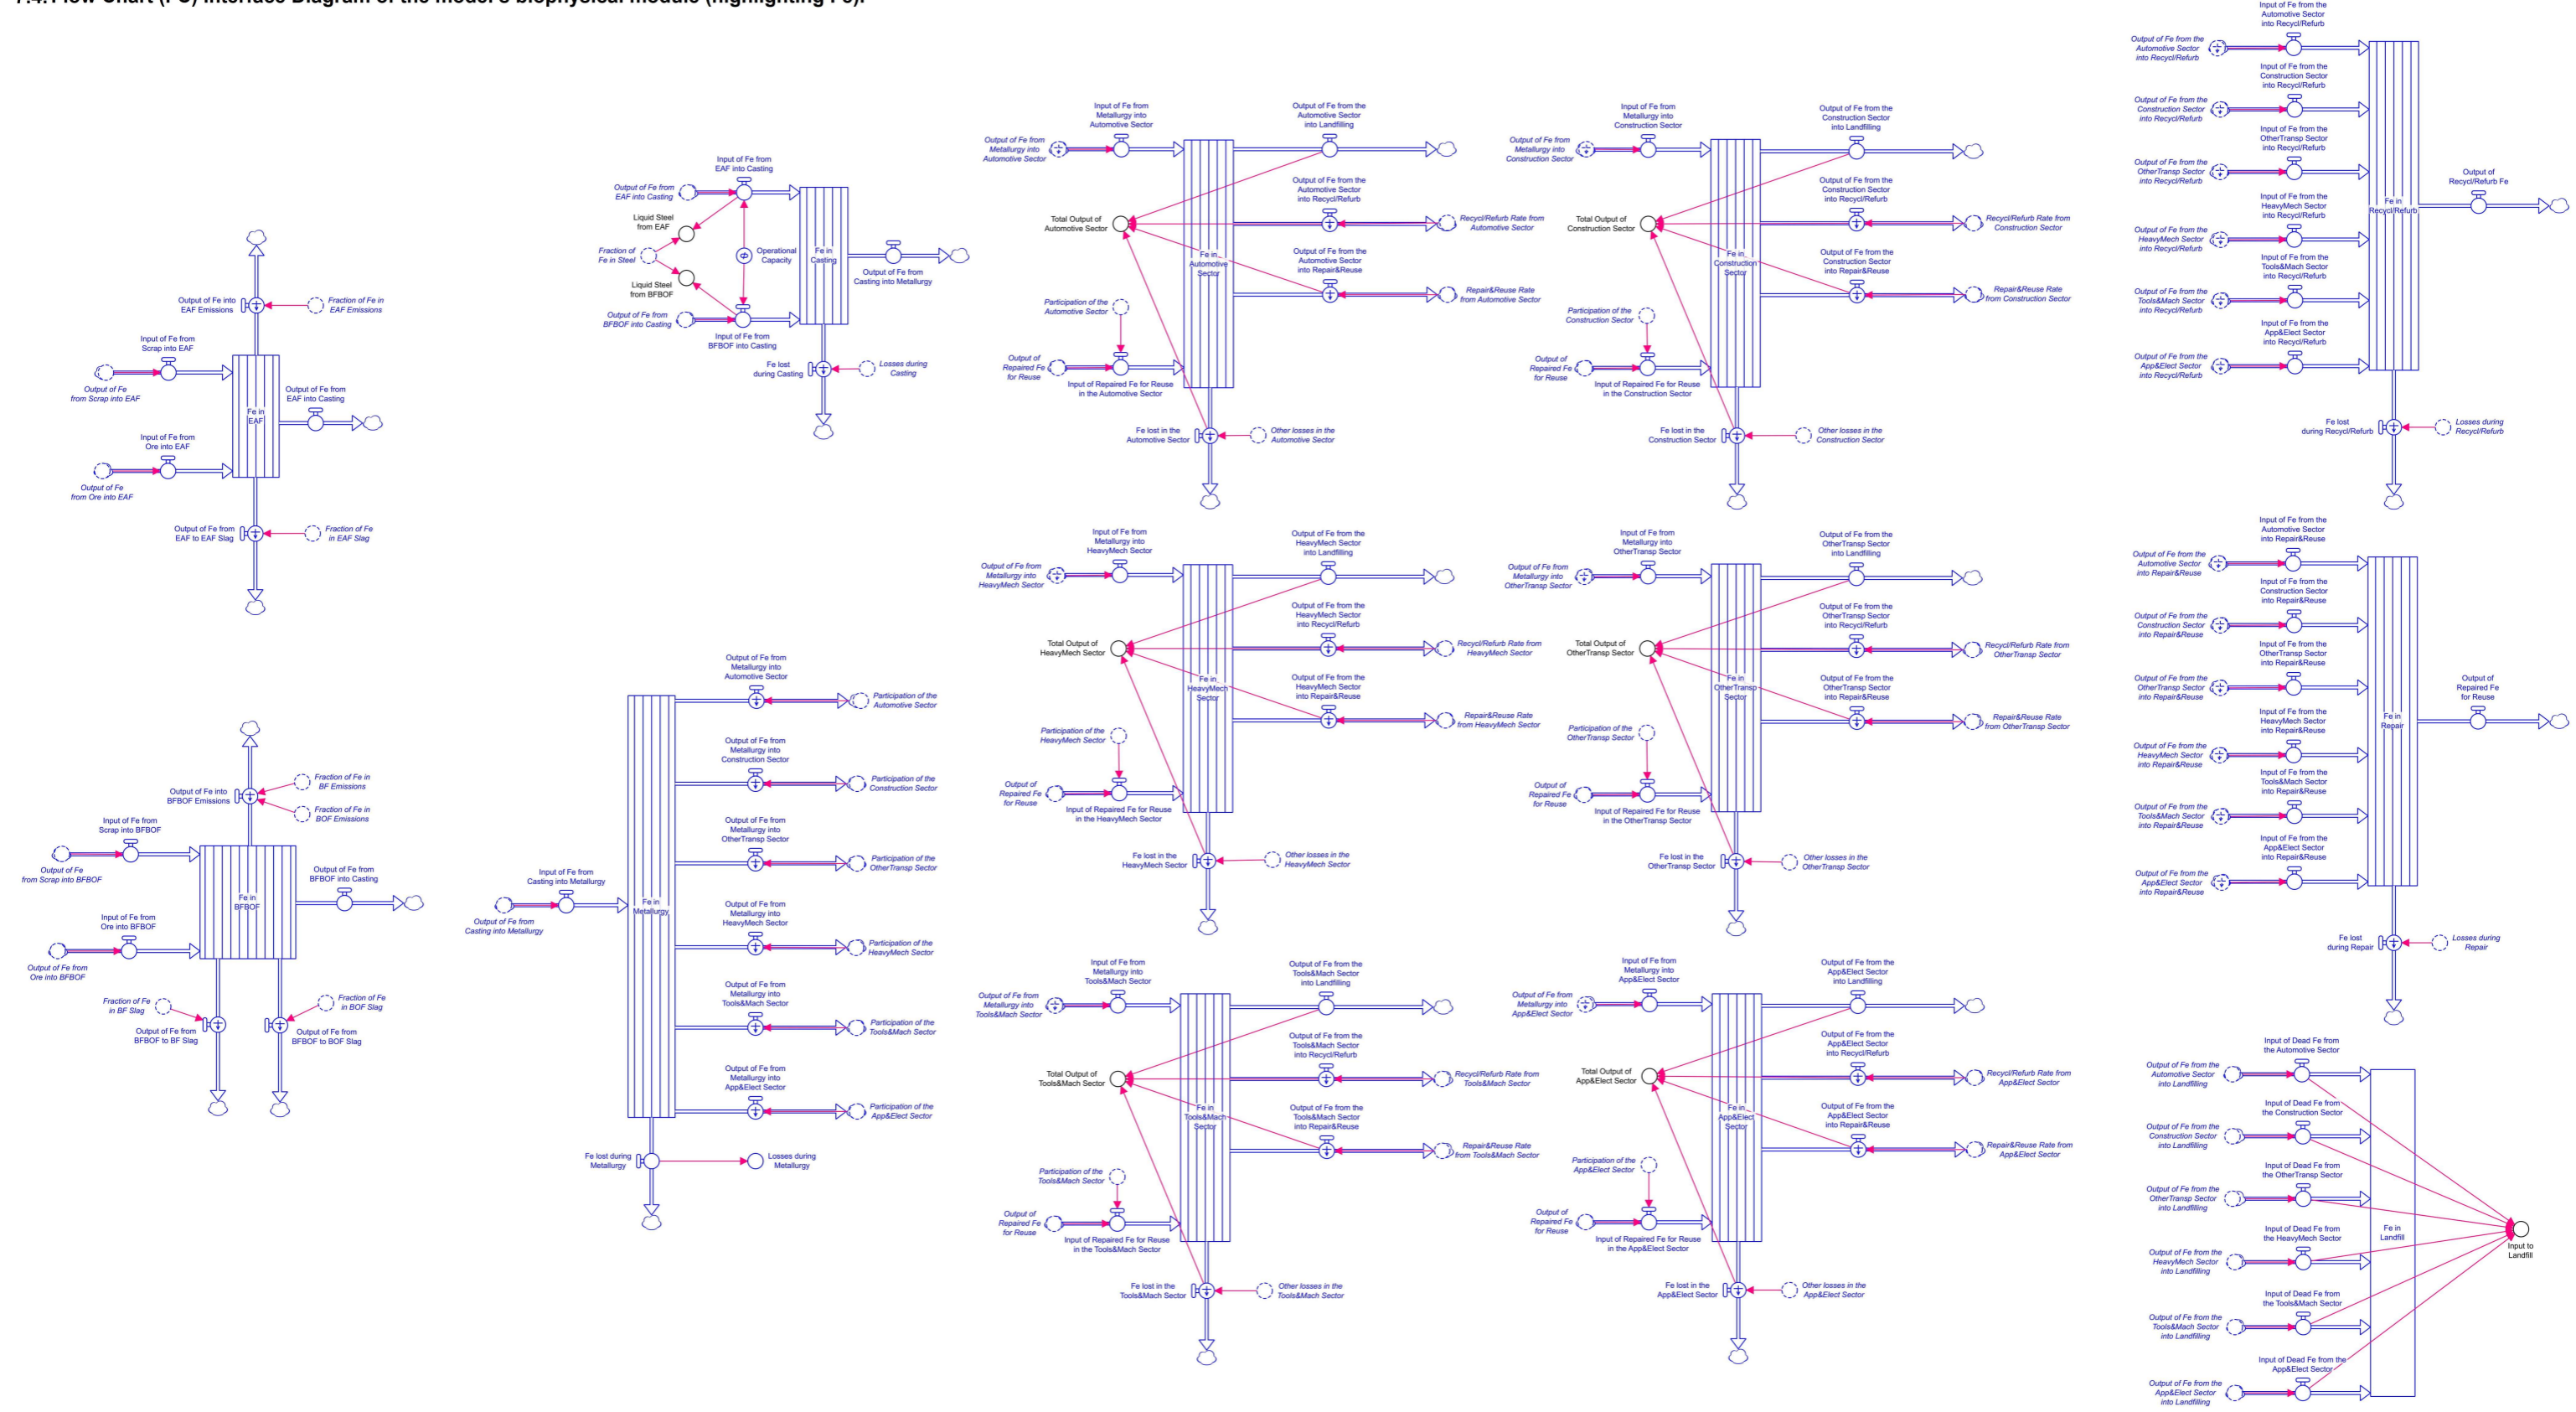 7.4. Flow Chart (FC) Interface Diagram of the model's biophysical module (highlighting Fe).
Output of Fe into
EAF Emissions
Fraction of Fe in
EAF Emissions
Input of Fe from
Scrap into EAF
Output of Fe
from Scrap into EAF
Output of Fe from
EAF into Casting
Fe in
EAF
Input of Fe from
Ore into EAF
Output of Fe
from Ore into EAF
Output of Fe from
EAF to EAF Slag
Fraction of Fe
in EAF Slag
Output of Fe into
BFBOF Emissions
Fraction of Fe in
BF Emissions
Fraction of Fe in
BOF Emissions
Input of Fe from
Scrap into BFBOF
Output of Fe
from Scrap into BFBOF
Output of Fe from
BFBOF into Casting
Fe in
BFBOF
Input of Fe from
Ore into BFBOF
Output of Fe from
Ore into BFBOF
Fraction of Fe
in BF Slag
Fraction of Fe
in BOF Slag
Output of Fe from
BFBOF to BF Slag
Output of Fe from
BFBOF to BOF Slag
Input of Fe from
EAF into Casting
Output of Fe from
EAF into Casting
Liquid Steel
from EAF
Fraction of
Fe in Steel
Operational
Capacity
Fe in
Casting
Liquid Steel
from BFBOF
Output of Fe from
BFBOF into Casting
Input of Fe from
BFBOF into Casting
Output of Fe from
Casting into Metallurgy
Fe lost
during Casting
Losses during
Casting
Output of Fe from
Metallurgy into
Automotive Sector
Participation of the
Automotive Sector
Output of Fe from
Metallurgy into
Construction Sector
Participation of the
Construction Sector
Output of Fe from
Metallurgy into
OtherTransp Sector
Participation of the
OtherTransp Sector
Input of Fe from
Casting into Metallurgy
Output of Fe from
Casting into Metallurgy
Fe in
Metallurgy
Output of Fe from
Metallurgy into
HeavyMech Sector
Participation of the
HeavyMech Sector
Output of Fe from
Metallurgy into
Tools&Mach Sector
Participation of the
Tools&Mach Sector
Output of Fe from
Metallurgy into
App&Elect Sector
Participation of the
App&Elect Sector
Fe lost during
Metallurgy
Losses during
Metallurgy
Input of Fe from
Metallurgy into
Automotive Sector
Output of Fe from
Metallurgy into
Automotive Sector
Output of Fe from the
Automotive Sector
into Landfilling
Total Output of
Automotive Sector
Output of Fe from the
Automotive Sector
into Recycl/Refurb
Recycl/Refurb Rate from
Automotive Sector
Fe in
Automotive
Sector
Output of Fe from the
Automotive Sector
into Repair&Reuse
Repair&Reuse Rate
from Automotive Sector
Participation of the
Automotive Sector
Output of
Repaired Fe
for Reuse
Input of Repaired Fe for Reuse
in the Automotive Sector
Fe lost in the
Automotive Sector
Other losses in the
Automotive Sector
Input of Fe from
Metallurgy into
Construction Sector
Output of Fe from
Metallurgy into
Construction Sector
Output of Fe from the
Construction Sector
into Landfilling
Total Output of
Construction Sector
Output of Fe from the
Construction Sector
into Recycl/Refurb
Recycl/Refurb Rate from
Construction Sector
Fe in
Construction
Sector
Output of Fe from the
Construction Sector
into Repair&Reuse
Repair&Reuse Rate
from Construction Sector
Participation of the
Construction Sector
Output of
Repaired Fe
for Reuse
Input of Repaired Fe for Reuse
in the Construction Sector
Fe lost in the
Construction Sector
Other losses in the
Construction Sector
Input of Fe from
Metallurgy into
HeavyMech Sector
Output of Fe from
Metallurgy into
HeavyMech Sector
Output of Fe from the
HeavyMech Sector
into Landfilling
Total Output of
HeavyMech Sector
Output of Fe from the
HeavyMech Sector
into Recycl/Refurb
Recycl/Refurb Rate from
HeavyMech Sector
Fe in
HeavyMech
Sector
Output of Fe from the
HeavyMech Sector
into Repair&Reuse
Repair&Reuse Rate
from HeavyMech Sector
Participation of the
HeavyMech Sector
Output of
Repaired Fe
for Reuse
Input of Repaired Fe for Reuse
in the HeavyMech Sector
Fe lost in the
HeavyMech Sector
Other losses in the
HeavyMech Sector
Input of Fe from
Metallurgy into
OtherTransp Sector
Output of Fe from
Metallurgy into
OtherTransp Sector
Output of Fe from the
OtherTransp Sector
into Landfilling
Total Output of
OtherTransp Sector
Output of Fe from the
OtherTransp Sector
into Recycl/Refurb
Recycl/Refurb Rate from
OtherTransp Sector
Fe in
OtherTransp
Sector
Output of Fe from the
OtherTransp Sector
into Repair&Reuse
Repair&Reuse Rate
from OtherTransp Sector
Participation of the
OtherTransp Sector
Output of
Repaired Fe
for Reuse
Input of Repaired Fe for Reuse
in the OtherTransp Sector
Fe lost in the
OtherTransp Sector
Other losses in the
OtherTransp Sector
Input of Fe from
Metallurgy into
Tools&Mach Sector
Output of Fe from
Metallurgy into
Tools&Mach Sector
Output of Fe from the
Tools&Mach Sector
into Landfilling
Total Output of
Tools&Mach Sector
Output of Fe from the
Tools&Mach Sector
into Recycl/Refurb
Recycl/Refurb Rate from
Tools&Mach Sector
Fe in
Tools&Mach
Sector
Output of Fe from the
Tools&Mach Sector
into Repair&Reuse
Repair&Reuse Rate
from Tools&Mach Sector
Participation of the
Tools&Mach Sector
Output of
Repaired Fe
for Reuse
Input of Repaired Fe for Reuse
in the Tools&Mach Sector
Fe lost in the
Tools&Mach Sector
Other losses in the
Tools&Mach Sector
Input of Fe from
Metallurgy into
App&Elect Sector
Output of Fe from
Metallurgy into
App&Elect Sector
Output of Fe from the
App&Elect Sector
into Landfilling
Total Output of
App&Elect Sector
Output of Fe from the
App&Elect Sector
into Recycl/Refurb
Recycl/Refurb Rate from
App&Elect Sector
Fe in
App&Elect
Sector
Output of Fe from the
App&Elect Sector
into Repair&Reuse
Repair&Reuse Rate from
App&Elect Sector
Participation of the
App&Elect Sector
Output of
Repaired Fe
for Reuse
Input of Repaired Fe for Reuse
in the App&Elect Sector
Fe lost in the
App&Elect Sector
Other losses in the
App&Elect Sector
Input of Fe from the
Automotive Sector
into Recycl/Refurb
Output of Fe from the
Automotive Sector
into Recycl/Refurb
Input of Fe from the
Construction Sector
into Recycl/Refurb
Output of Fe from the
Construction Sector
into Recycl/Refurb
Input of Fe from the
OtherTransp Sector
into Recycl/Refurb
Output of Fe from the
OtherTransp Sector
into Recycl/Refurb
Input of Fe from the
HeavyMech Sector
into Recycl/Refurb
Output of Fe from the
HeavyMech Sector
into Recycl/Refurb
Fe in
Recycl/Refurb
Output of
Recycl/Refurb Fe
Input of Fe from the
Tools&Mach Sector
into Recycl/Refurb
Output of Fe from the
Tools&Mach Sector
into Recycl/Refurb
Input of Fe from the
App&Elect Sector
into Recycl/Refurb
Output of Fe from the
App&Elect Sector
into Recycl/Refurb
Fe lost
during Recycl/Refurb
Losses during
Recycl/Refurb
Input of Fe from the
Automotive Sector
into Repair&Reuse
Output of Fe from the
Automotive Sector
into Repair&Reuse
Input of Fe from the
Construction Sector
into Repair&Reuse
Output of Fe from the
Construction Sector
into Repair&Reuse
Input of Fe from the
OtherTransp Sector
into Repair&Reuse
Output of Fe from the
OtherTransp Sector
into Repair&Reuse
Input of Fe from the
HeavyMech Sector
into Repair&Reuse
Output of Fe from the
HeavyMech Sector
into Repair&Reuse
Fe in
Repair
Output of
Repaired Fe
for Reuse
Input of Fe from the
Tools&Mach Sector
into Repair&Reuse
Output of Fe from the
Tools&Mach Sector
into Repair&Reuse
Input of Fe from the
App&Elect Sector
into Repair&Reuse
Output of Fe from the
App&Elect Sector
into Repair&Reuse
Fe lost
during Repair
Losses during
Repair
Input of Dead Fe from
the Automotive Sector
Output of Fe from the
Automotive Sector
into Landfilling
Input of Dead Fe from
the Construction Sector
Output of Fe from the
Construction Sector
into Landfilling
Input of Dead Fe from
the OtherTransp Sector
Output of Fe from the
OtherTransp Sector
into Landfilling
Input of Dead Fe from
the HeavyMech Sector
Output of Fe from the
HeavyMech Sector
into Landfilling
Fe in
Landfill
Input to
Landfill
Input of Dead Fe from
the Tools&Mach Sector
Output of Fe from the
Tools&Mach Sector
into Landfilling
Input of Dead Fe from the
App&Elect Sector
Output of Fe from the
App&Elect Sector
into Landfilling